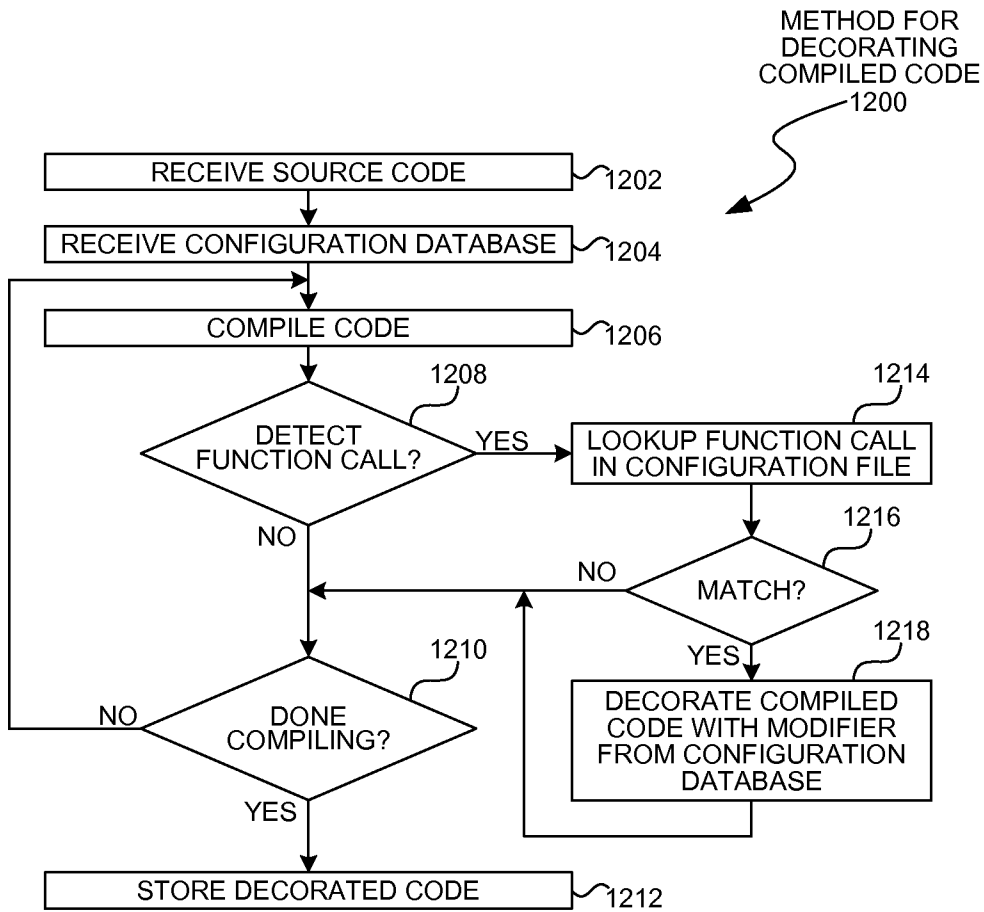 METHOD FOR
DECORATING
COMPILED CODE
1200
RECEIVE SOURCE CODE
1202
RECEIVE CONFIGURATION DATABASE
1204
COMPILE CODE
1206
1208
DETECT
FUNCTION CALL?
YES
NO
1214
LOOKUP FUNCTION CALL
IN CONFIGURATION FILE
1216
MATCH?
NO
YES
1218
DECORATE COMPILED
CODE WITH MODIFIER
FROM CONFIGURATION
DATABASE
1210
DONE
COMPILING?
NO
YES
STORE DECORATED CODE
1212